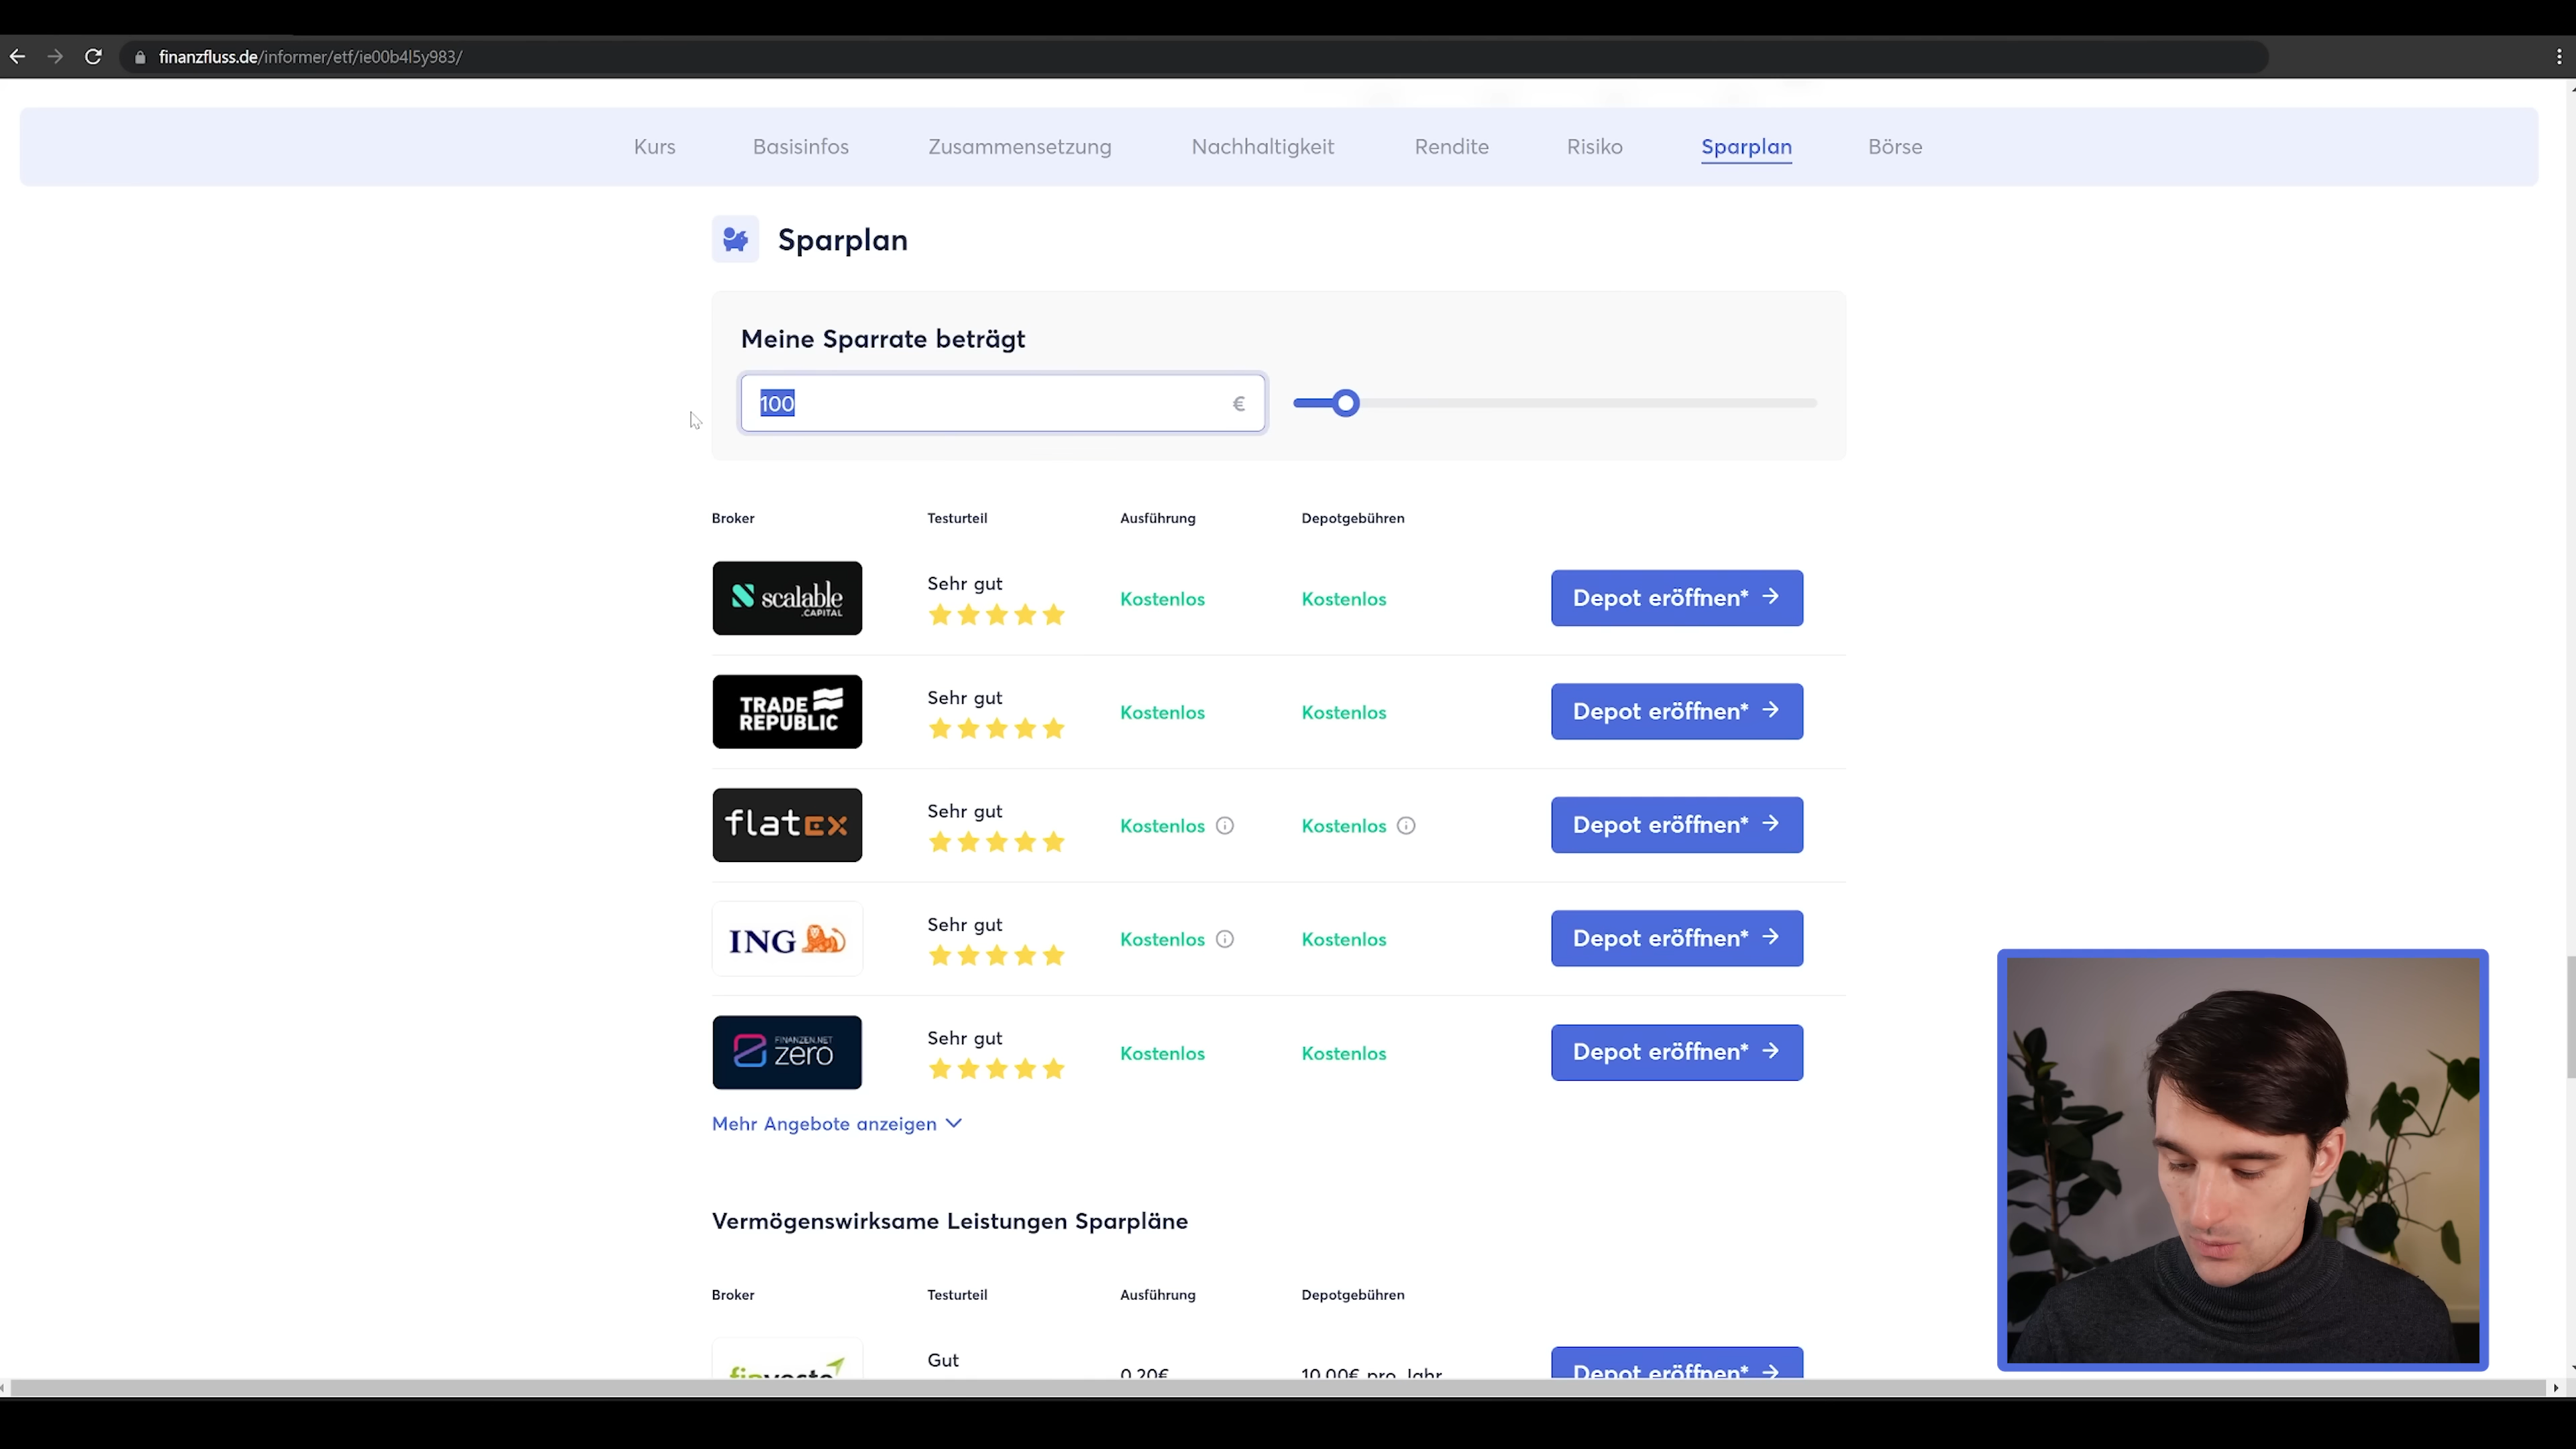 finanzfluss.de/informer/etf/ie00b4l5y983/
Kurs Basisinfos Zusammensetzung Nachhaltigkeit Rendite Risiko Sparplan Börse
Sparplan
Meine Sparrate beträgt
100 €
Broker Testurteil Ausführung Depotgebühren
scalable .CAPITAL Sehr gut Kostenlos Kostenlos Depot eröffnen* →
TRADE REPUBLIC Sehr gut Kostenlos Kostenlos Depot eröffnen* →
flatex Sehr gut Kostenlos Kostenlos Depot eröffnen* →
ING Sehr gut Kostenlos Kostenlos Depot eröffnen* →
FINANZEN.NET zero Sehr gut Kostenlos Kostenlos Depot eröffnen* →
Mehr Angebote anzeigen
Vermögenswirksame Leistungen Sparpläne
Broker Testurteil Ausführung Depotgebühren
finvesto Gut 0,20€ 10,00€ pro Jahr Depot eröffnen* →